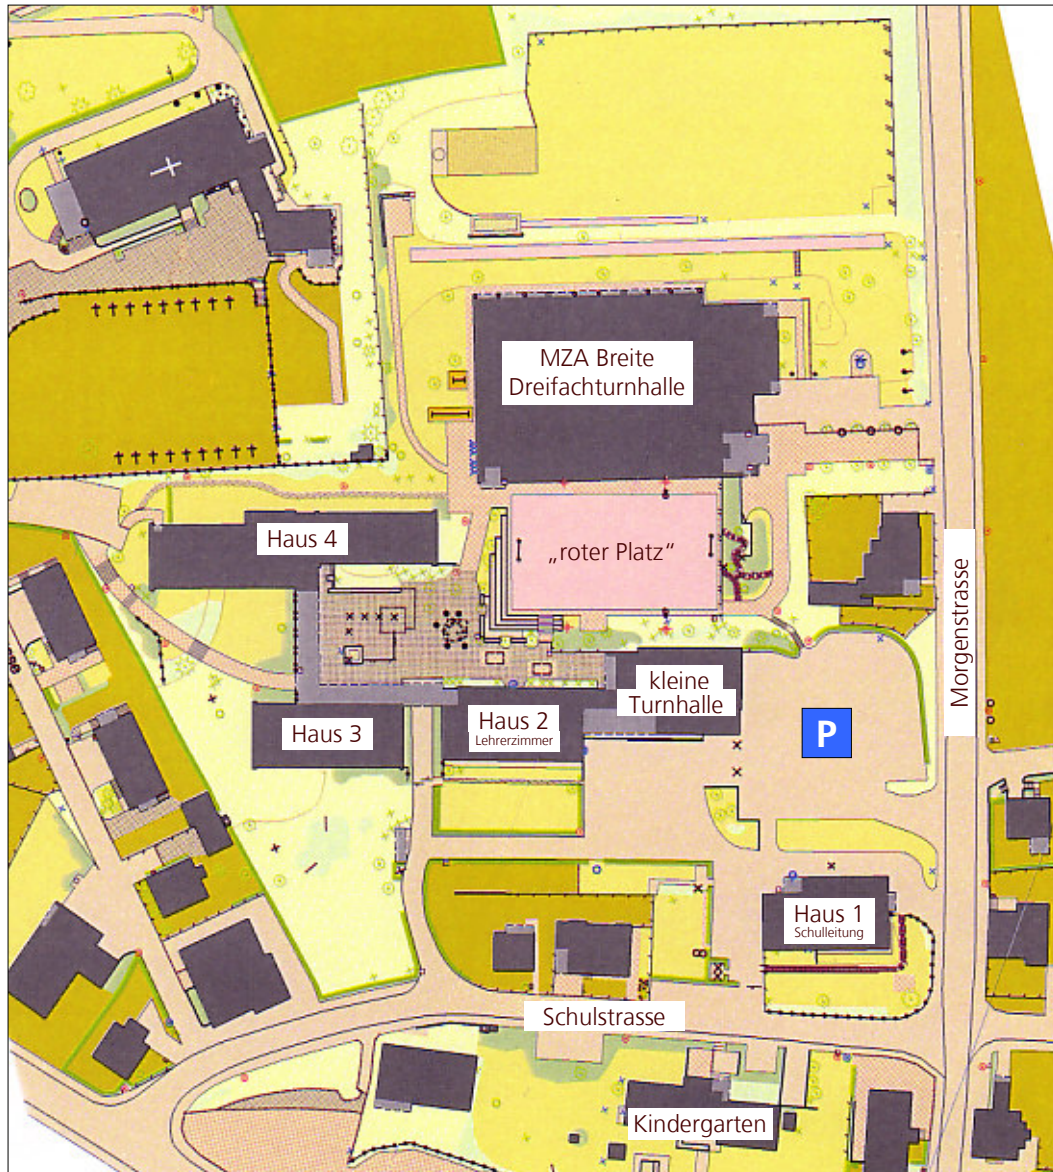 MZA Breite
Dreifachturnhalle
Haus 4
„roter Platz“
Morgenstrasse
kleine
Turnhalle
Haus 3
Haus 2
Lehrerzimmer
P
Haus 1
Schulleitung
Schulstrasse
Kindergarten